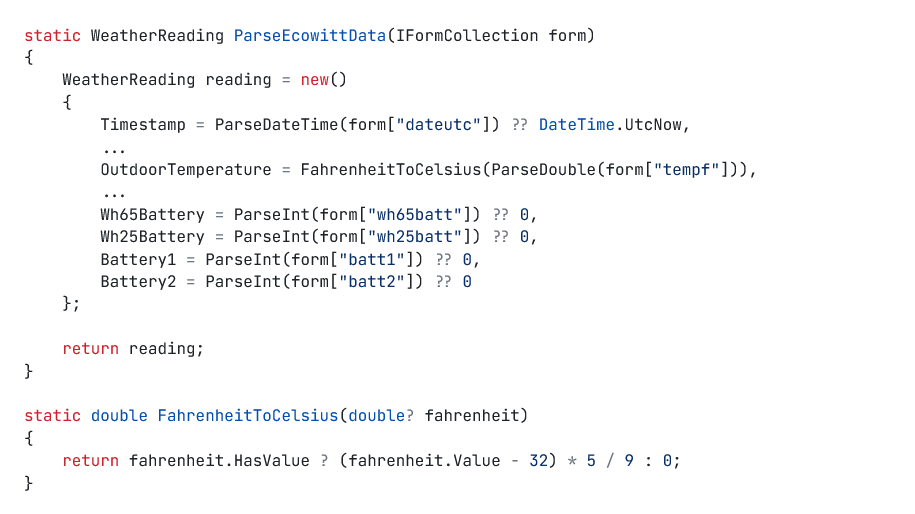 static WeatherReading ParseEcowittData(IFormCollection form)
{
    WeatherReading reading = new()
    {
        Timestamp = ParseDateTime(form["dateutc"]) ?? DateTime.UtcNow,
        ...
        OutdoorTemperature = FahrenheitToCelsius(ParseDouble(form["tempf"])),
        ...
        Wh65Battery = ParseInt(form["wh65batt"]) ?? 0,
        Wh25Battery = ParseInt(form["wh25batt"]) ?? 0,
        Battery1 = ParseInt(form["batt1"]) ?? 0,
        Battery2 = ParseInt(form["batt2"]) ?? 0
    };

    return reading;
}

static double FahrenheitToCelsius(double? fahrenheit)
{
    return fahrenheit.HasValue ? (fahrenheit.Value - 32) * 5 / 9 : 0;
}